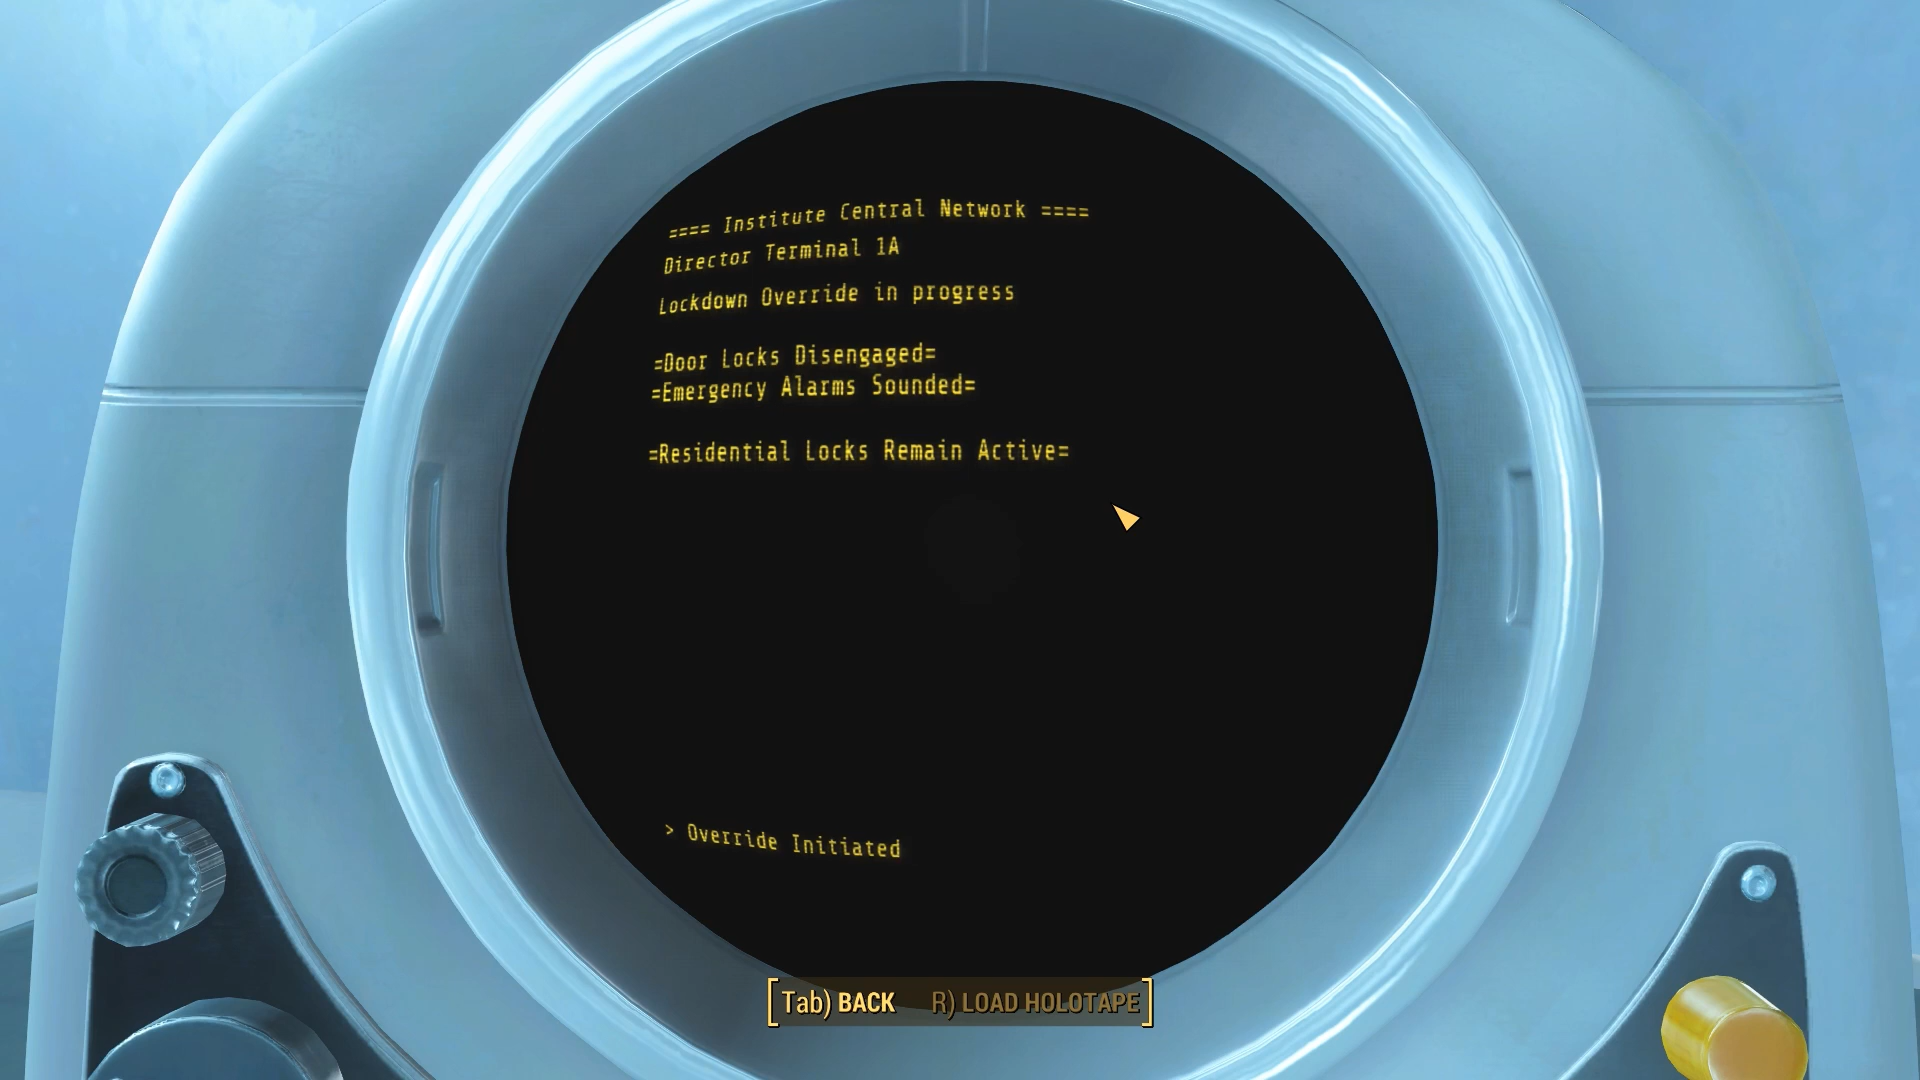 ==== Institute Central Network ====
Director Terminal 1A
Lockdown Override in progress
=Door Locks Disengaged=
=Emergency Alarms Sounded=
=Residential Locks Remain Active=
> Override Initiated
Tab) BACK R) LOAD HOLOTAPE